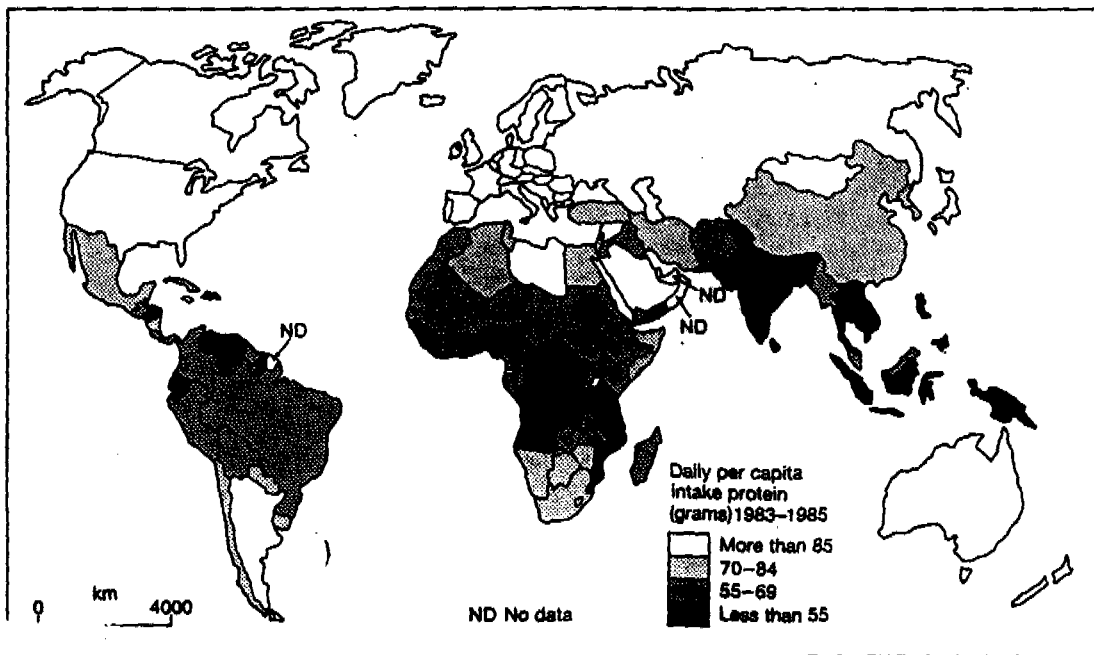 ND
ND
ND
Daily per capita
intake protein
(grams) 1983–1985
More than 85
70–84
55–69
Less than 55
km
0 4000
ND No data